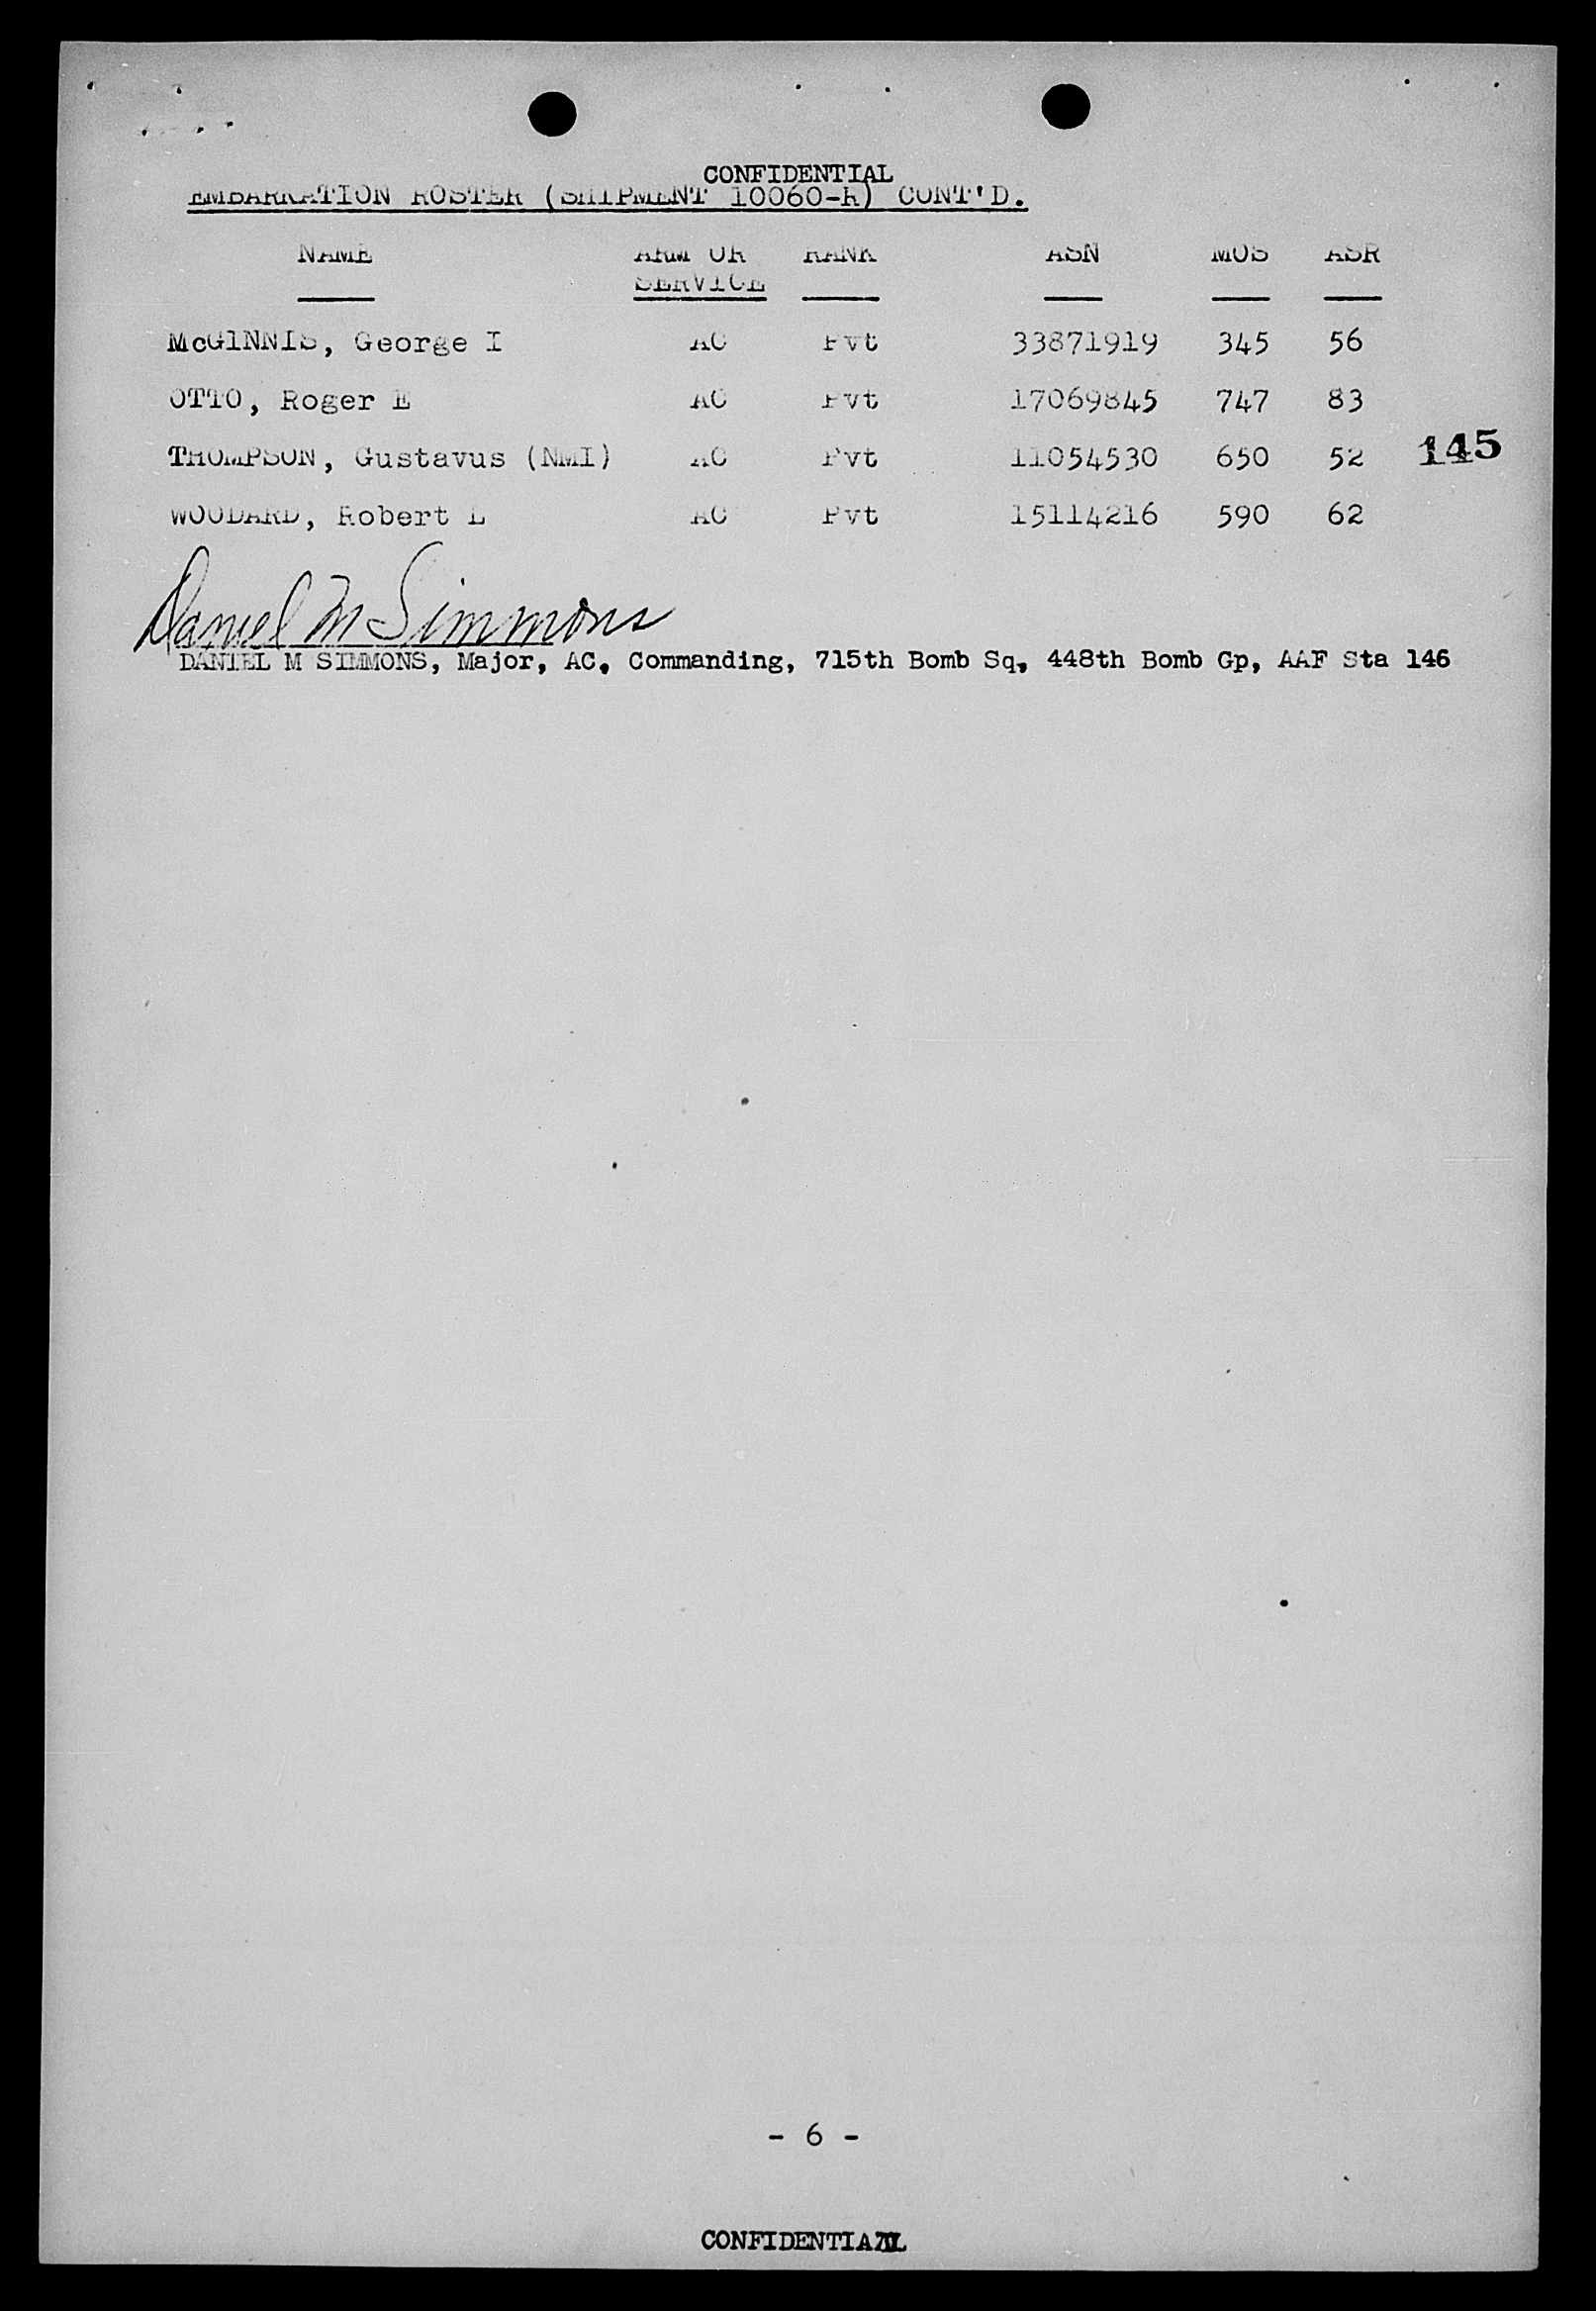 CONFIDENTIAL
EMBARKATION ROSTER (SHIPMENT 10060-R) CONT'D.
NAME ARM OR RANK ASN MOS ASR
SERVICE
McGINNIS, George I AC Pvt 33871919 345 56
OTTO, Roger E AC Pvt 17069845 747 83
THOMPSON, Gustavus (NMI) AC Pvt 11054530 650 52 145
WOODARD, Robert L AC Pvt 15114216 590 62
Daniel M Simmons
DANIEL M SIMMONS, Major, AC, Commanding, 715th Bomb Sq, 448th Bomb Gp, AAF Sta 146
- 6 -
CONFIDENTIAL